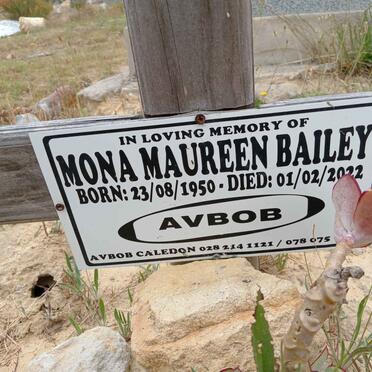 IN LOVING MEMORY OF
MONA MAUREEN BAILEY
BORN: 23/08/1950 - DIED: 01/02/2022
AVBOB
AVBOB CALEDON 028 214 1121 / 078 075